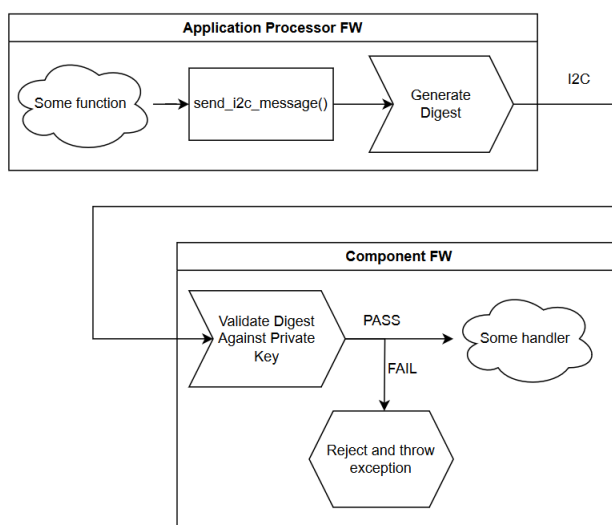 Application Processor FW
Some function
send_i2c_message()
Generate
Digest
I2C
Component FW
Validate Digest
Against Private
Key
PASS
Some handler
FAIL
Reject and throw
exception